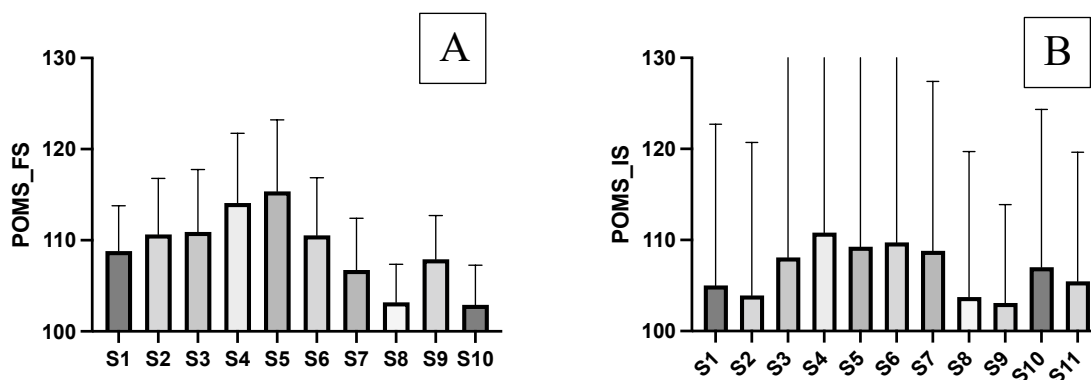 A
POMS_FS
130
120
110
100
S1 S2 S3 S4 S5 S6 S7 S8 S9 S10
B
POMS_IS
130
120
110
100
S1 S2 S3 S4 S5 S6 S7 S8 S9 S10 S11